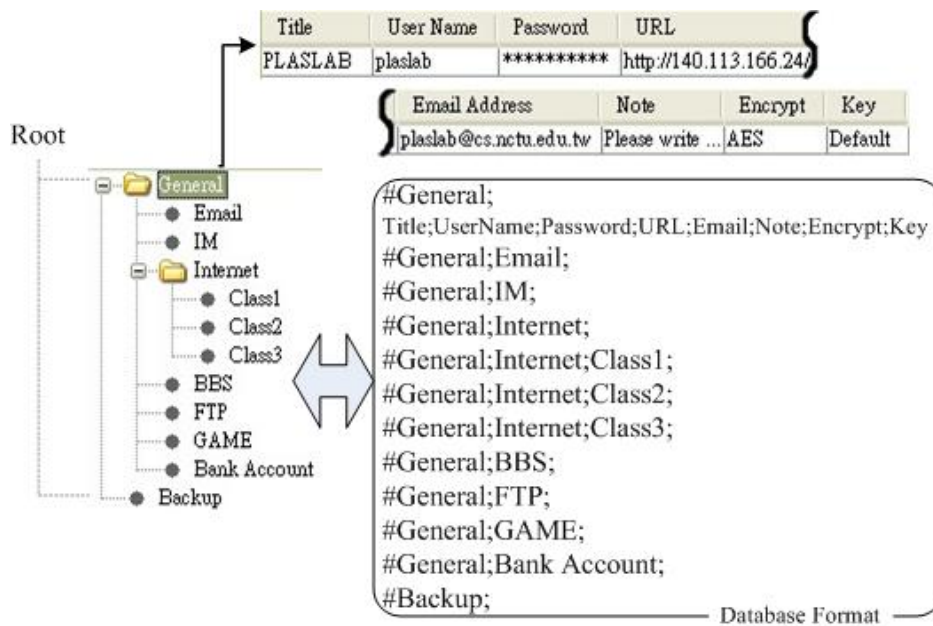 Title User Name Password URL
PLASLAB plaslab ********** http://140.113.166.24/
Email Address Note Encrypt Key
plaslab@cs.nctu.edu.tw Please write ... AES Default
Root
General
Email
IM
Internet
Class1
Class2
Class3
BBS
FTP
GAME
Bank Account
Backup
#General;
Title;UserName;Password;URL;Email;Note;Encrypt;Key
#General;Email;
#General;IM;
#General;Internet;
#General;Internet;Class1;
#General;Internet;Class2;
#General;Internet;Class3;
#General;BBS;
#General;FTP;
#General;GAME;
#General;Bank Account;
#Backup;
Database Format